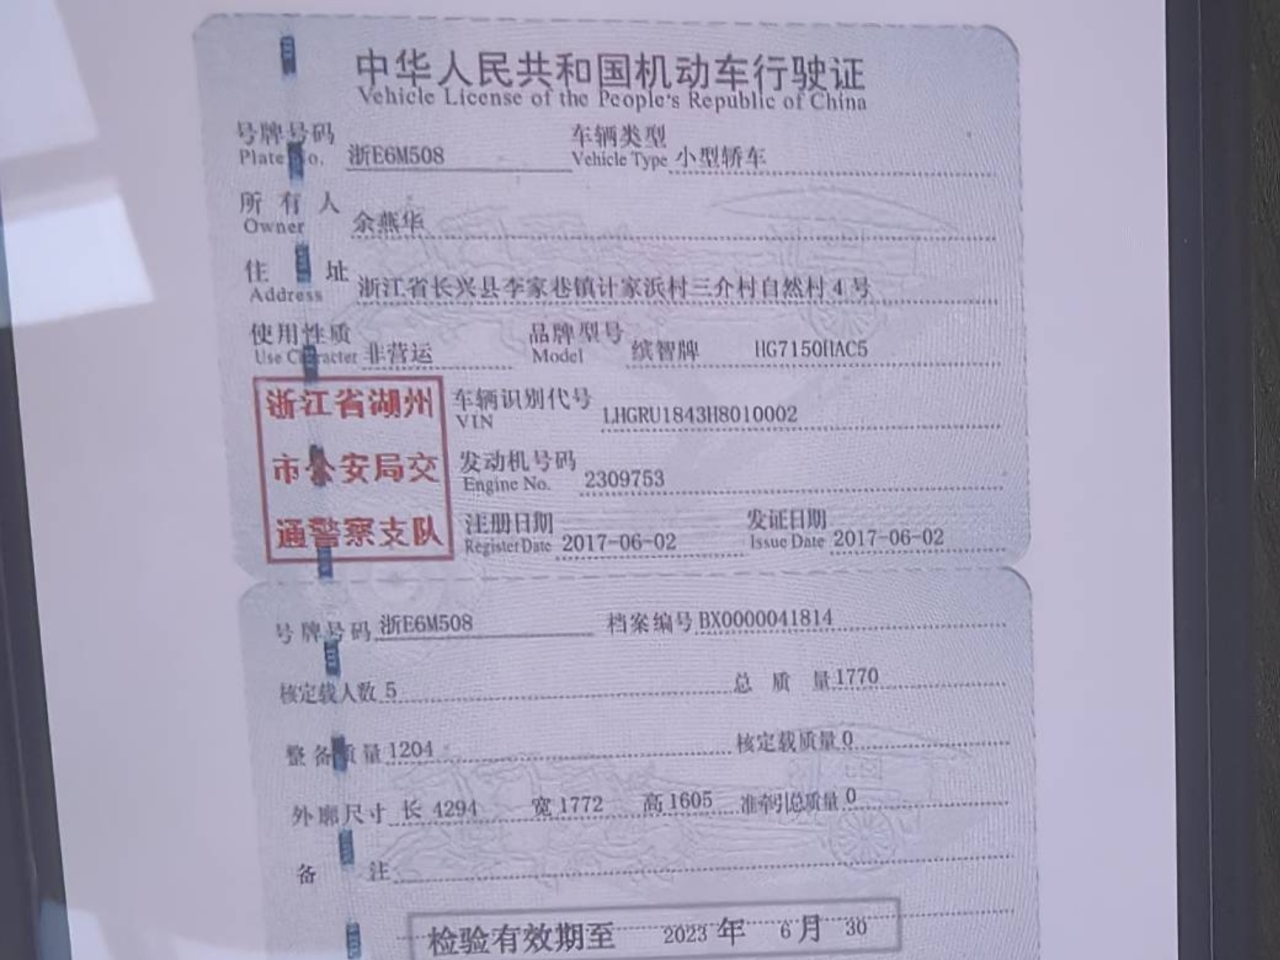 中华人民共和国机动车行驶证
Vehicle License of the People's Republic of China
号牌号码 浙E6M508 车辆类型 小型轿车
Plate No. Vehicle Type
所有人 余燕华
Owner
住址 浙江省长兴县李家巷镇计家浜村三介村自然村4号
Address
使用性质 非营运 品牌型号 缤智牌 HG7150HAC5
Use Character Model
浙江省湖州
市公安局交
通警察支队
车辆识别代号 LHGRU1843H8010002
VIN
发动机号码 2309753
Engine No.
注册日期 2017-06-02 发证日期 2017-06-02
Register Date Issue Date
号牌号码 浙E6M508 档案编号 BX0000041814
核定载人数 5 总质量 1770
整备质量 1204 核定载质量 0
外廓尺寸 长 4294 宽 1772 高 1605 准牵引总质量 0
备注
检验有效期至 2023 年 6 月 30